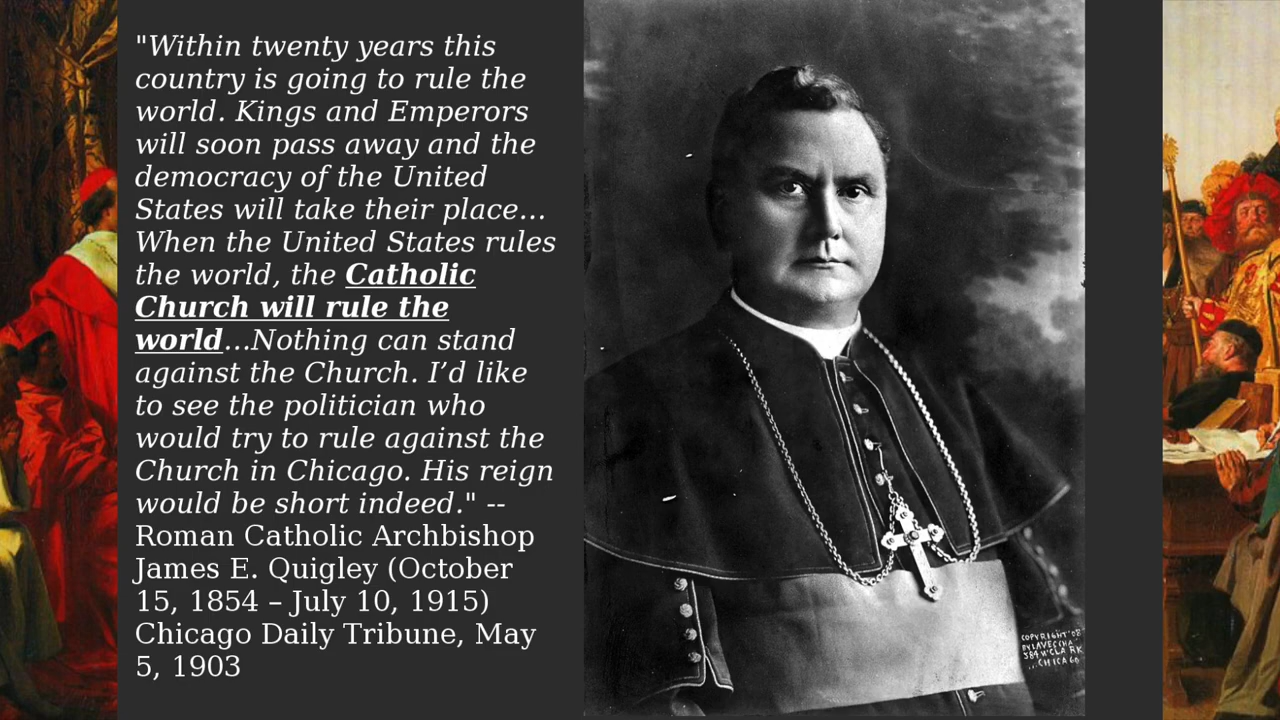 "Within twenty years this
country is going to rule the
world. Kings and Emperors
will soon pass away and the
democracy of the United
States will take their place...
When the United States rules
the world, the Catholic
Church will rule the
world...Nothing can stand
against the Church. I’d like
to see the politician who
would try to rule against the
Church in Chicago. His reign
would be short indeed." --
Roman Catholic Archbishop
James E. Quigley (October
15, 1854 – July 10, 1915)
Chicago Daily Tribune, May
5, 1903
COPYRIGHT '08
BY LAVECCHA
CHICAGO